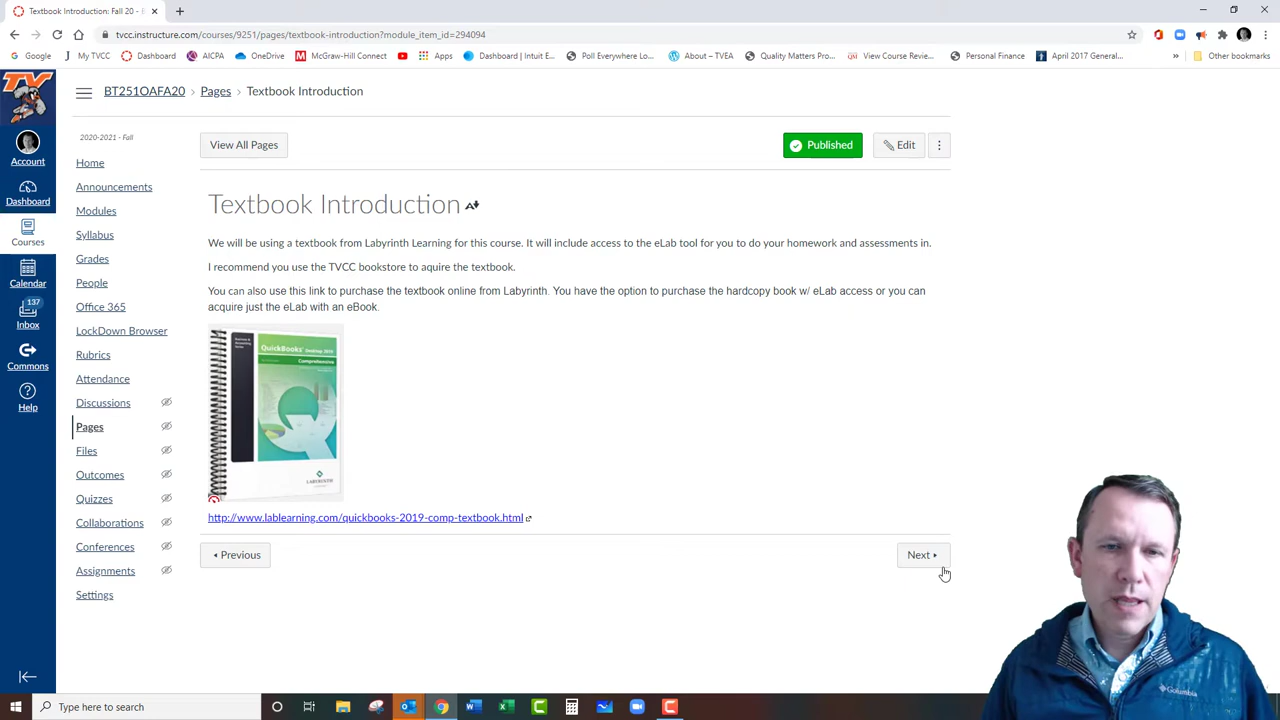 Textbook Introduction: Fall 20 -
tvcc.instructure.com/courses/9251/pages/textbook-introduction?module_item_id=294094
Google
My TVCC
Dashboard
AICPA
OneDrive
McGraw-Hill Connect
Apps
Dashboard | Intuit E...
Poll Everywhere Lo...
About – TVEA
Quality Matters Pro...
View Course Revie...
Personal Finance
April 2017 General...
»
Other bookmarks
TV
BT251OAFA20 › Pages › Textbook Introduction
Account
Dashboard
Courses
Calendar
137
Inbox
Commons
Help
2020-2021 - Fall
Home
Announcements
Modules
Syllabus
Grades
People
Office 365
LockDown Browser
Rubrics
Attendance
Discussions
Pages
Files
Outcomes
Quizzes
Collaborations
Conferences
Assignments
Settings
View All Pages
Published
Edit
Textbook Introduction
We will be using a textbook from Labyrinth Learning for this course. It will include access to the eLab tool for you to do your homework and assessments in.
I recommend you use the TVCC bookstore to aquire the textbook.
You can also use this link to purchase the textbook online from Labyrinth. You have the option to purchase the hardcopy book w/ eLab access or you can
acquire just the eLab with an eBook.
QuickBooks Desktop 2019
Comprehensive
LABYRINTH
http://www.lablearning.com/quickbooks-2019-comp-textbook.html
Previous
Next
Columbia
Type here to search